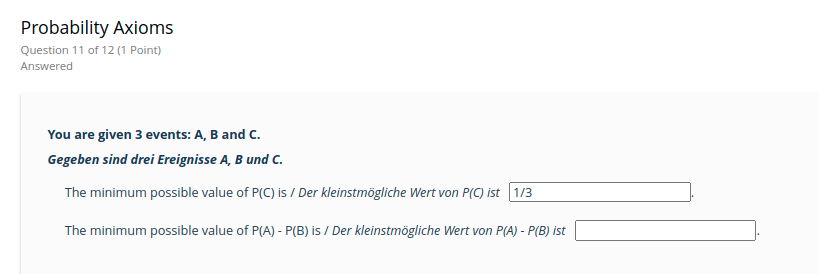 Probability Axioms
Question 11 of 12 (1 Point)
Answered
You are given 3 events: A, B and C.
Gegeben sind drei Ereignisse A, B und C.
The minimum possible value of P(C) is / Der kleinstmögliche Wert von P(C) ist 1/3.
The minimum possible value of P(A) - P(B) is / Der kleinstmögliche Wert von P(A) - P(B) ist .